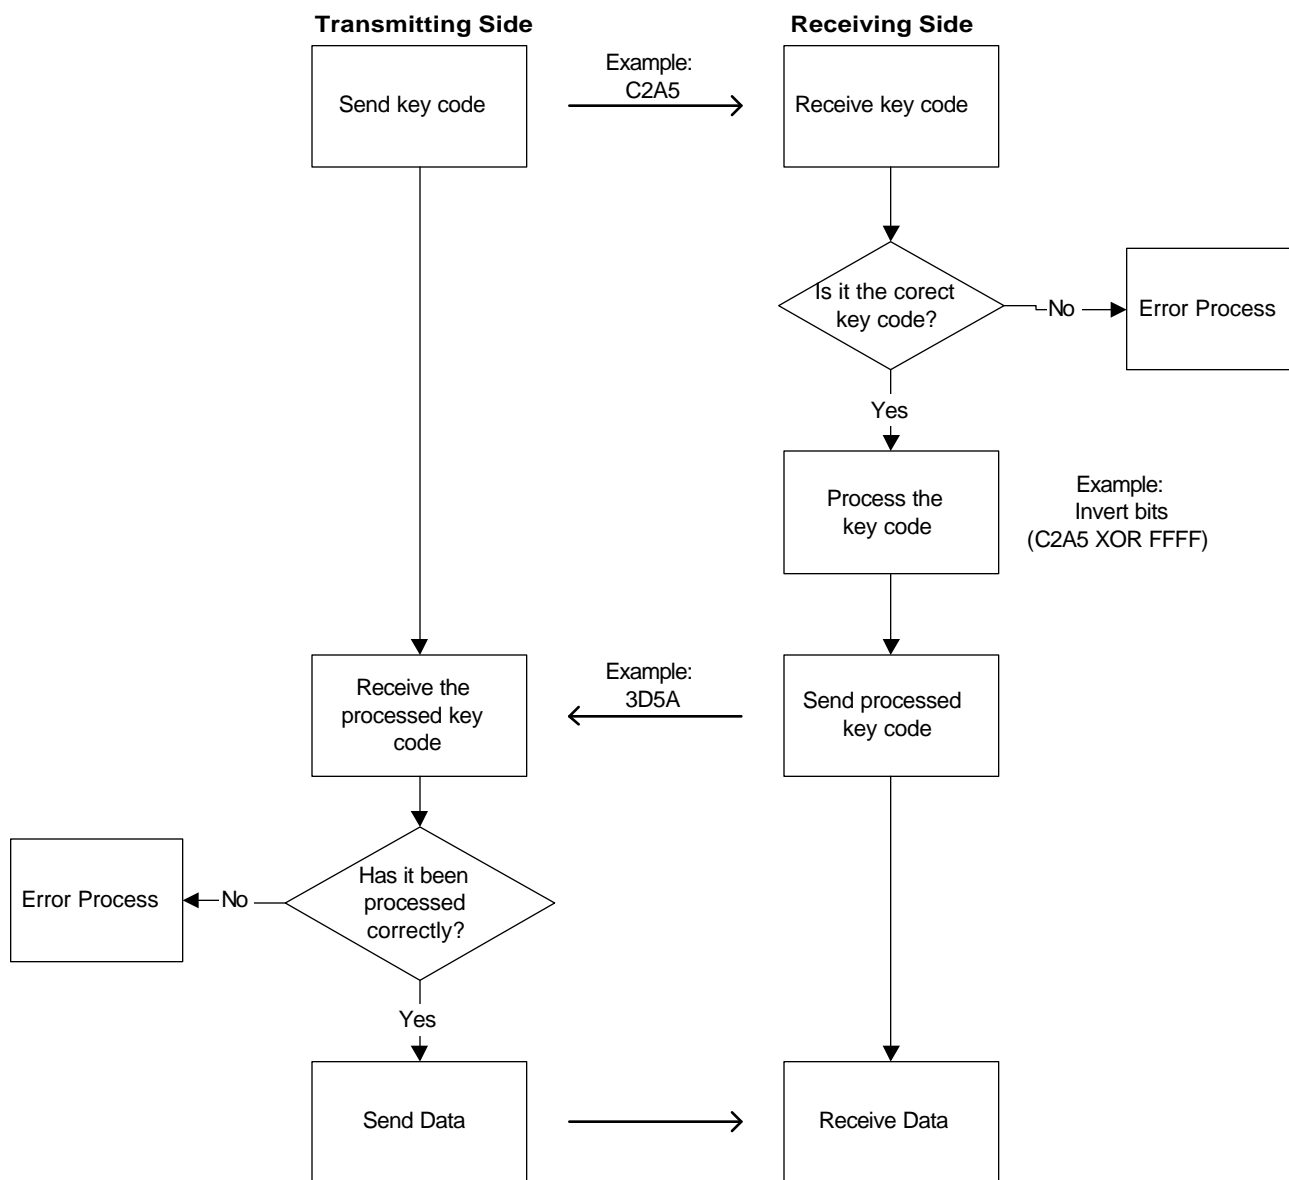 Transmitting Side
Receiving Side
Send key code
Example:
C2A5
Receive key code
Is it the corect
key code?
No
Error Process
Yes
Process the
key code
Example:
Invert bits
(C2A5 XOR FFFF)
Receive the
processed key
code
Example:
3D5A
Send processed
key code
Has it been
processed
correctly?
No
Error Process
Yes
Send Data
Receive Data